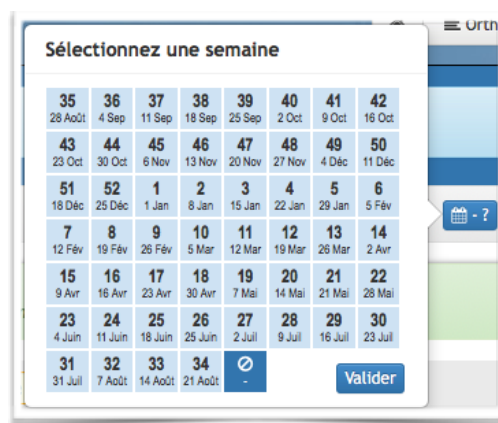 Orth
Sélectionnez une semaine
35 36 37 38 39 40 41 42
28 Août 4 Sep 11 Sep 18 Sep 25 Sep 2 Oct 9 Oct 16 Oct
43 44 45 46 47 48 49 50
23 Oct 30 Oct 6 Nov 13 Nov 20 Nov 27 Nov 4 Déc 11 Déc
51 52 1 2 3 4 5 6
18 Déc 25 Déc 1 Jan 8 Jan 15 Jan 22 Jan 29 Jan 5 Fév
- ?
7 8 9 10 11 12 13 14
12 Fév 19 Fév 26 Fév 5 Mar 12 Mar 19 Mar 26 Mar 2 Avr
15 16 17 18 19 20 21 22
9 Avr 16 Avr 23 Avr 30 Avr 7 Mai 14 Mai 21 Mai 28 Mai
23 24 25 26 27 28 29 30
4 Juin 11 Juin 18 Juin 25 Juin 2 Juil 9 Juil 16 Juil 23 Juil
31 32 33 34
31 Juil 7 Août 14 Août 21 Août -
Valider